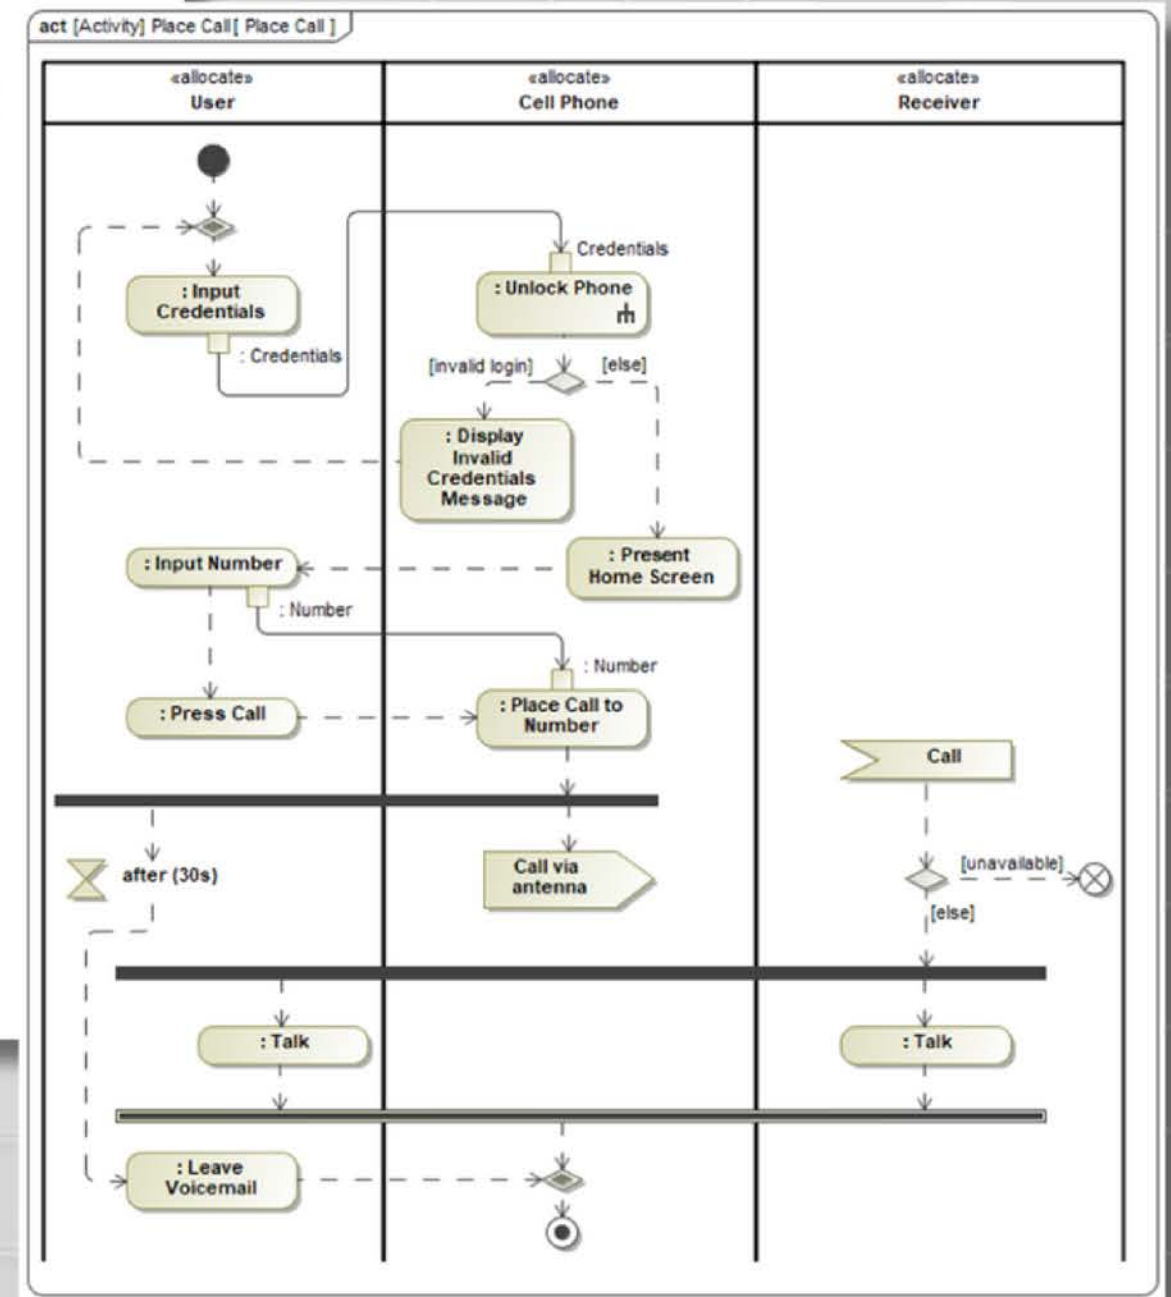 act [Activity] Place Call[ Place Call ]
«allocate»
User
«allocate»
Cell Phone
«allocate»
Receiver
Credentials
: Input
Credentials
: Unlock Phone
: Credentials
[invalid login]
[else]
: Display
Invalid
Credentials
Message
: Input Number
: Present
Home Screen
: Number
: Number
: Press Call
: Place Call to
Number
Call
after (30s)
Call via
antenna
[unavailable]
[else]
: Talk
: Talk
: Leave
Voicemail